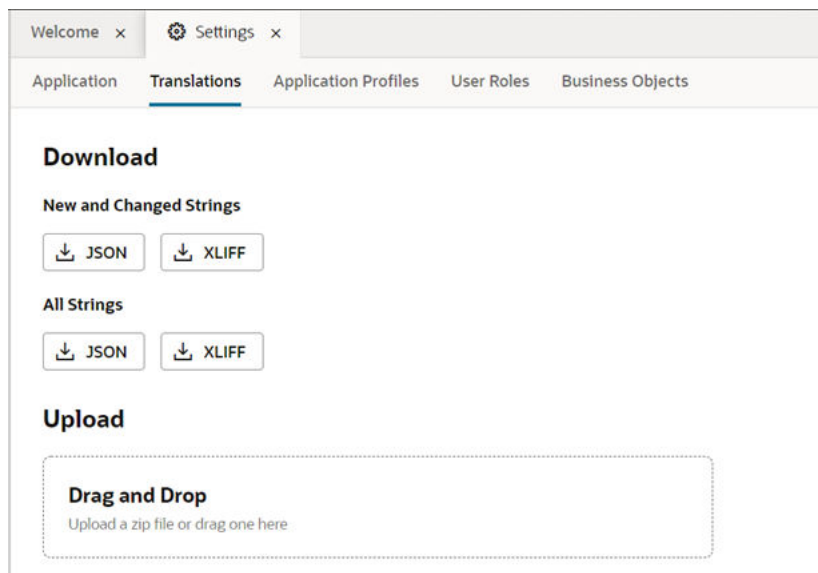 Welcome × Settings ×
Application Translations Application Profiles User Roles Business Objects
Download
New and Changed Strings
JSON XLIFF
All Strings
JSON XLIFF
Upload
Drag and Drop
Upload a zip file or drag one here